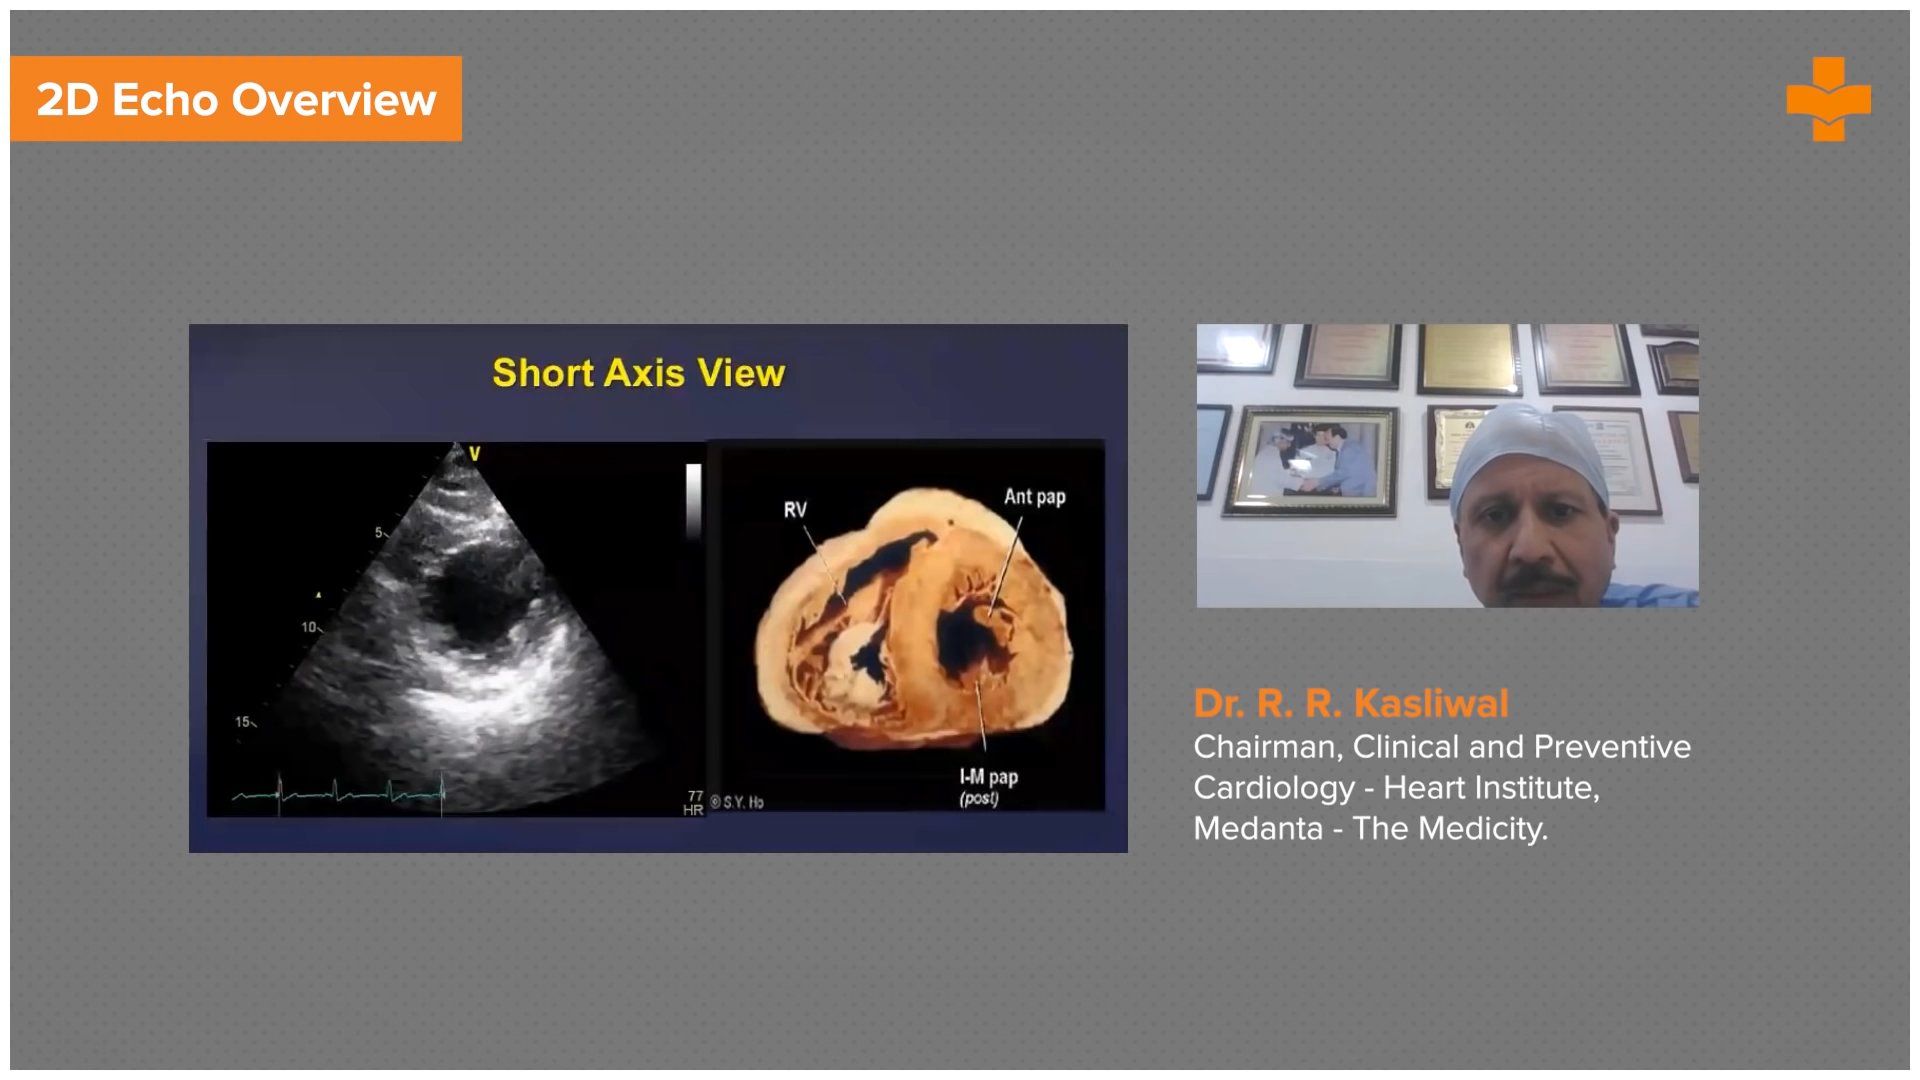 2D Echo Overview
Short Axis View
V
5
10
15
77
HR
RV
Ant pap
I-M pap
(post)
© S.Y. Ho
Dr. R. R. Kasliwal
Chairman, Clinical and Preventive
Cardiology - Heart Institute,
Medanta - The Medicity.